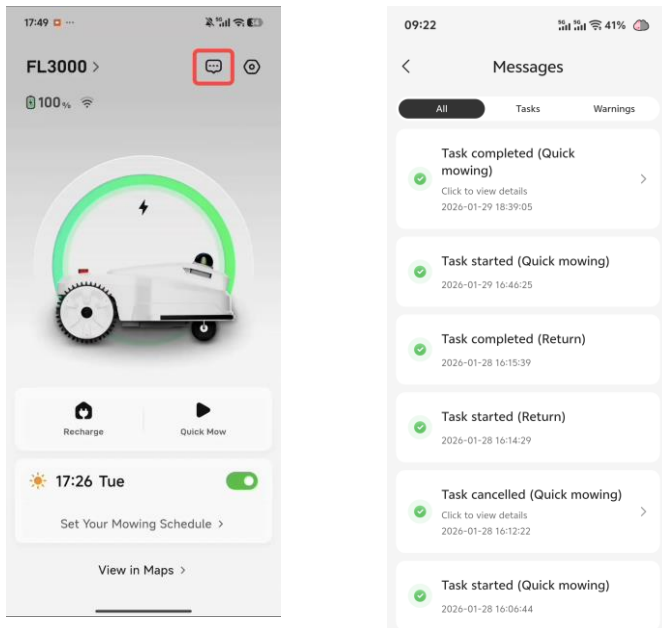 17:49
FL3000 >
100%
Recharge
Quick Mow
17:26 Tue
Set Your Mowing Schedule >
View in Maps >
09:22
5G 5G 41%
Messages
All
Tasks
Warnings
Task completed (Quick
mowing)
Click to view details
2026-01-29 18:39:05
Task started (Quick mowing)
2026-01-29 16:46:25
Task completed (Return)
2026-01-28 16:15:39
Task started (Return)
2026-01-28 16:14:29
Task cancelled (Quick mowing)
Click to view details
2026-01-28 16:12:22
Task started (Quick mowing)
2026-01-28 16:06:44